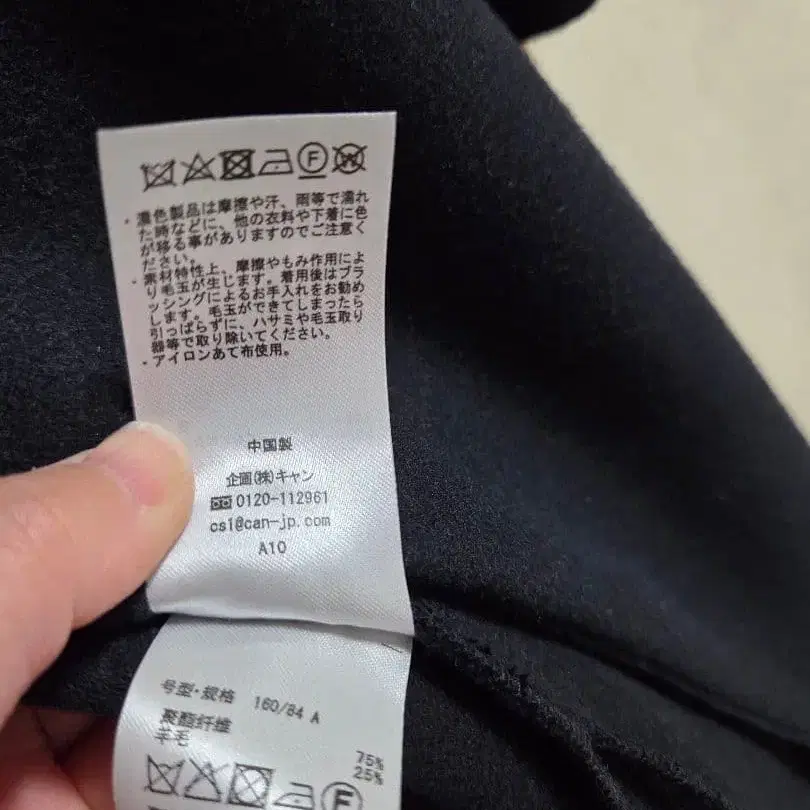 F W
・濃色製品は摩擦や汗、雨等で濡れ
た時などに、他の衣料や下着に色
が移る事がありますのでご注意く
ださい。
・素材特性上、摩擦やもみ作用によ
り毛玉が生じます。着用後はブラ
ッシングによるお手入れをお勧め
します。毛玉ができてしまったら
引っぱらずに、ハサミや毛玉取り
器等で取り除いてください。
・アイロンあて布使用。
中国製
企画(株)キャン
0120-112961
cs1@can-jp.com
A10
号型・规格 160/84 A
聚酯纤维 75%
羊毛 25%
F